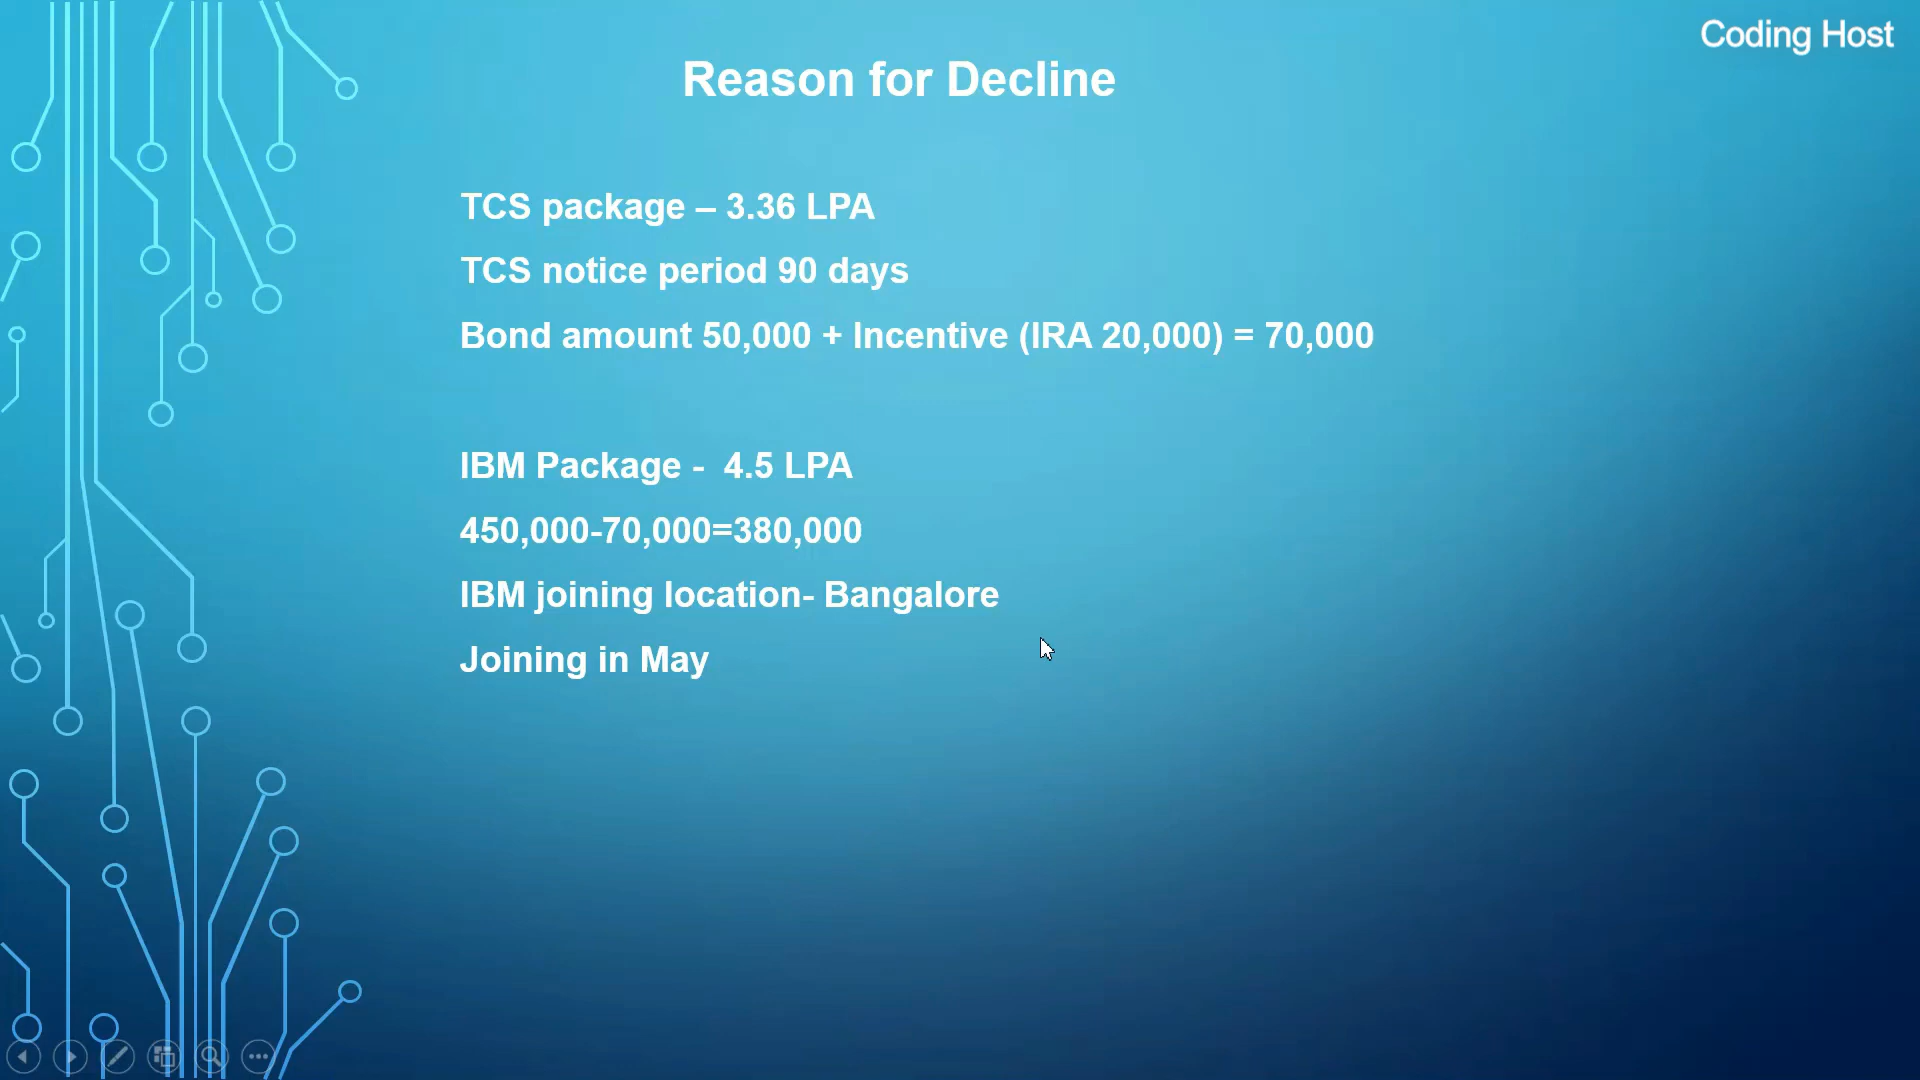 Coding Host
Reason for Decline
TCS package – 3.36 LPA
TCS notice period 90 days
Bond amount 50,000 + Incentive (IRA 20,000) = 70,000
IBM Package -  4.5 LPA
450,000-70,000=380,000
IBM joining location- Bangalore
Joining in May